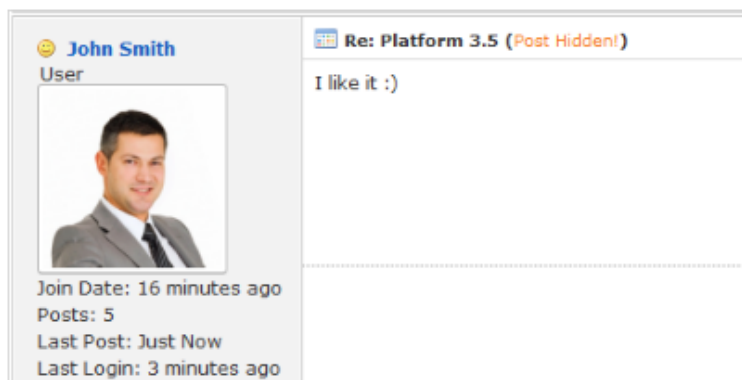 John Smith
User
Join Date: 16 minutes ago
Posts: 5
Last Post: Just Now
Last Login: 3 minutes ago
Re: Platform 3.5 (Post Hidden!)
I like it :)